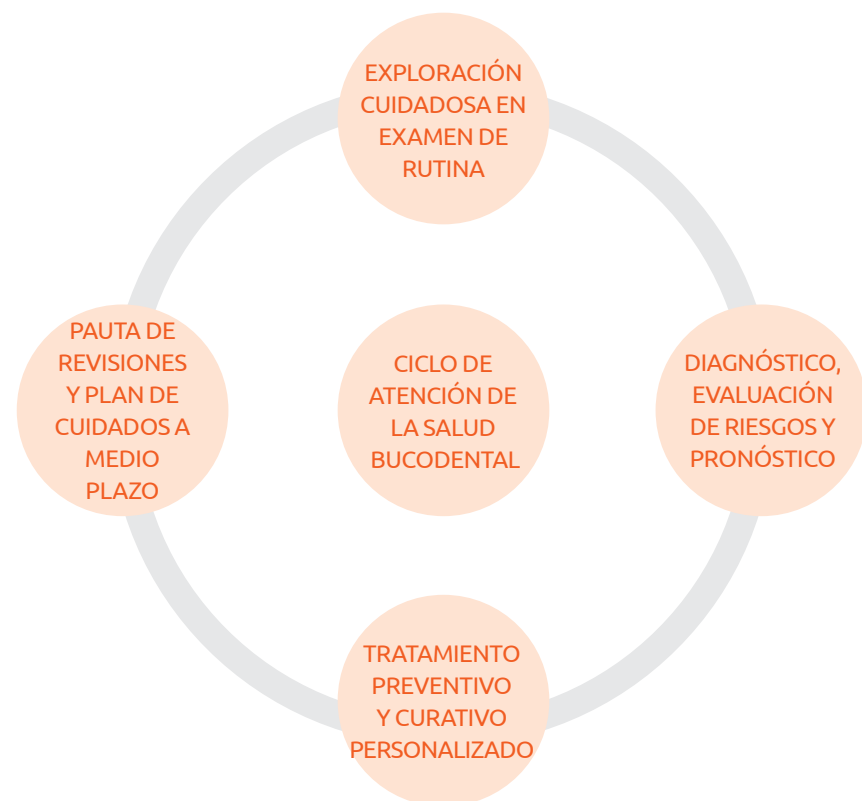 EXPLORACIÓN
CUIDADOSA EN
EXAMEN DE
RUTINA
PAUTA DE
REVISIONES
Y PLAN DE
CUIDADOS A
MEDIO
PLAZO
CICLO DE
ATENCIÓN DE
LA SALUD
BUCODENTAL
DIAGNÓSTICO,
EVALUACIÓN
DE RIESGOS Y
PRONÓSTICO
TRATAMIENTO
PREVENTIVO
Y CURATIVO
PERSONALIZADO